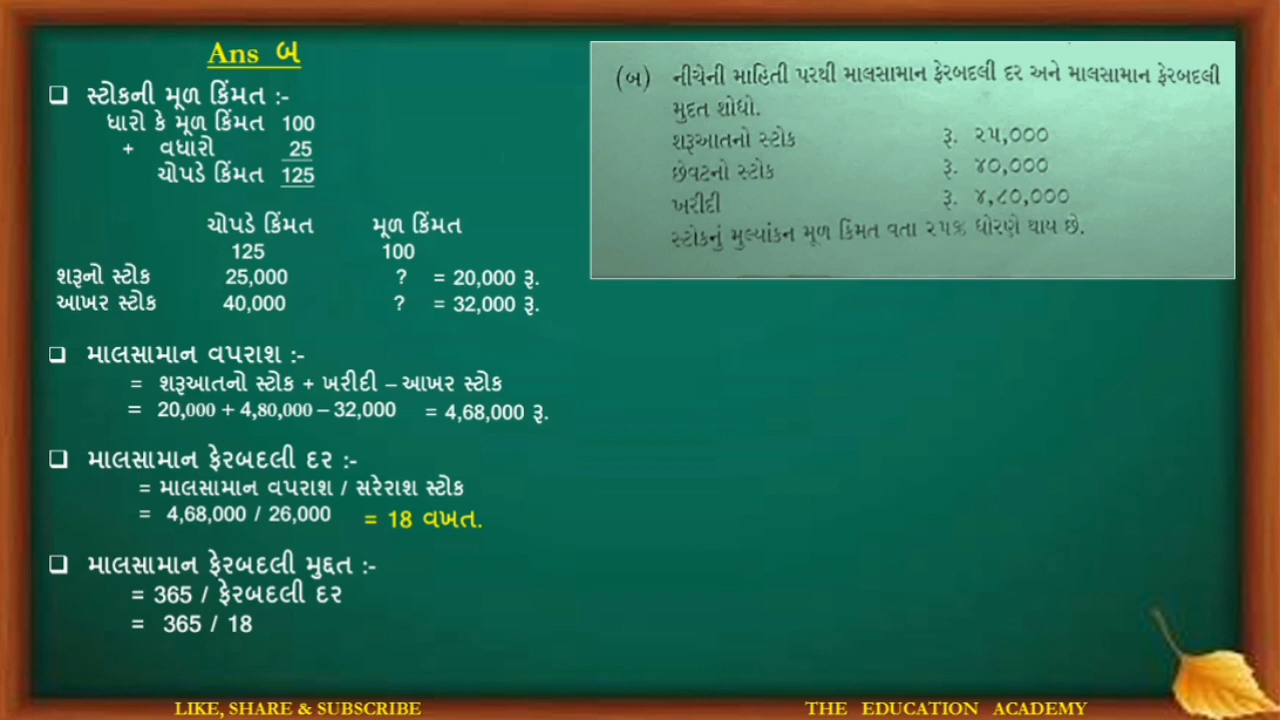 Ans બ
❑ સ્ટોકની મૂળ કિંમત :-
ધારો કે મૂળ કિંમત 100
+ વધારો 25
ચોપડે કિંમત 125
ચોપડે કિંમત મૂળ કિંમત
125 100
શરૂનો સ્ટોક 25,000 ? = 20,000 રૂ.
આખર સ્ટોક 40,000 ? = 32,000 રૂ.
❑ માલસામાન વપરાશ :-
= શરૂઆતનો સ્ટોક + ખરીદી – આખર સ્ટોક
= 20,000 + 4,80,000 – 32,000 = 4,68,000 રૂ.
❑ માલસામાન ફેરબદલી દર :-
= માલસામાન વપરાશ / સરેરાશ સ્ટોક
= 4,68,000 / 26,000 = 18 વખત.
❑ માલસામાન ફેરબદલી મુદ્દત :-
= 365 / ફેરબદલી દર
= 365 / 18
(બ) નીચેની માહિતી પરથી માલસામાન ફેરબદલી દર અને માલસામાન ફેરબદલી
મુદત શોધો.
શરૂઆતનો સ્ટોક રૂ. ૨૫,૦૦૦
છેવટનો સ્ટોક રૂ. ૪૦,૦૦૦
ખરીદી રૂ. ૪,૮૦,૦૦૦
સ્ટોકનું મુલ્યાંકન મૂળ કિંમત વતા ૨૫% ધોરણે થાય છે.
LIKE, SHARE & SUBSCRIBE THE EDUCATION ACADEMY